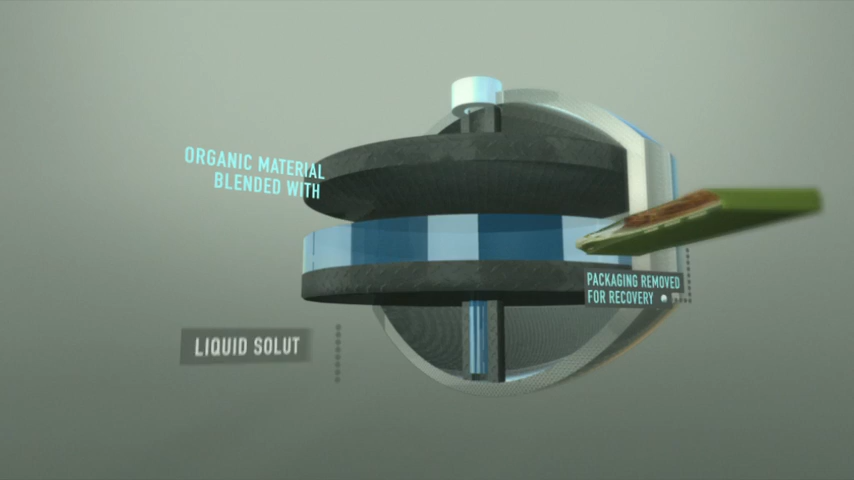 ORGANIC MATERIAL
BLENDED WITH
PACKAGING REMOVED
FOR RECOVERY
LIQUID SOLUT